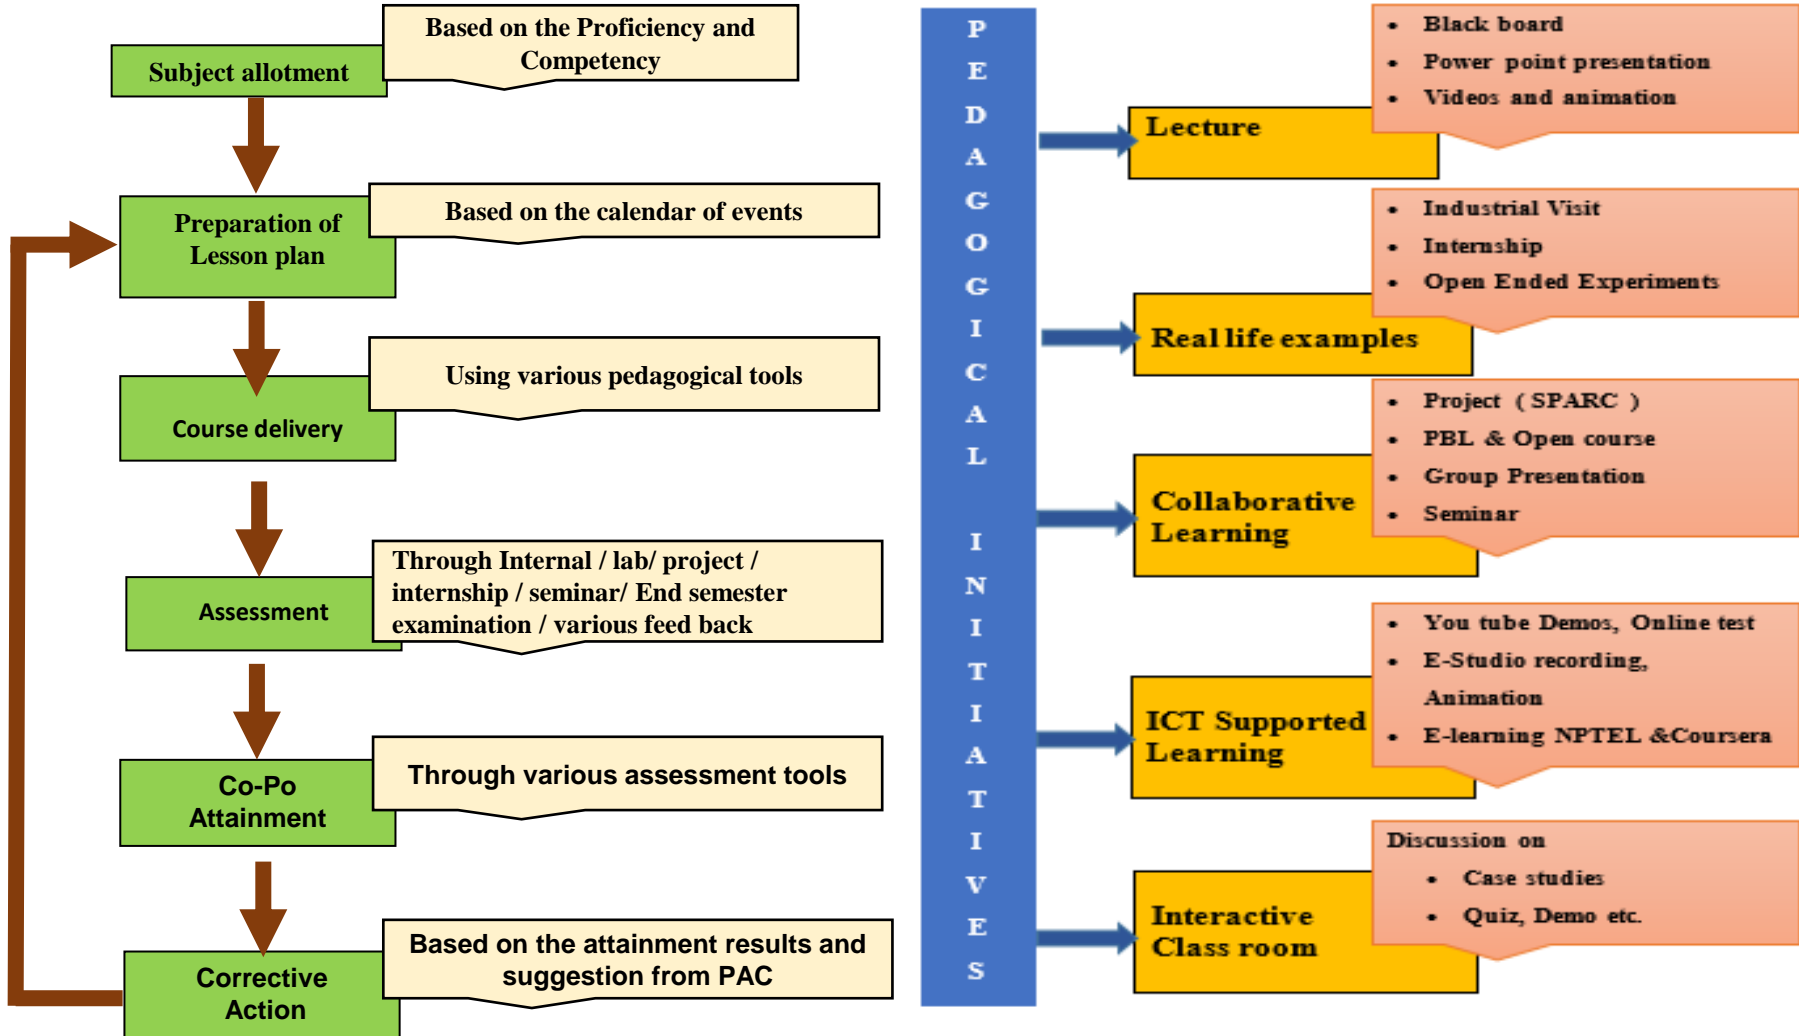 Subject allotment
Based on the Proficiency and
Competency
Preparation of
Lesson plan
Based on the calendar of events
Course delivery
Using various pedagogical tools
Assessment
Through Internal / lab/ project /
internship / seminar/ End semester
examination / various feed back
Co-Po
Attainment
Through various assessment tools
Corrective
Action
Based on the attainment results and
suggestion from PAC
PEDAGOGICAL INITIATIVES
Lecture
• Black board
• Power point presentation
• Videos and animation
Real life examples
• Industrial Visit
• Internship
• Open Ended Experiments
Collaborative
Learning
• Project ( SPARC )
• PBL & Open course
• Group Presentation
• Seminar
ICT Supported
Learning
• You tube Demos, Online test
• E-Studio recording,
Animation
• E-learning NPTEL &Coursera
Interactive
Class room
Discussion on
• Case studies
• Quiz, Demo etc.